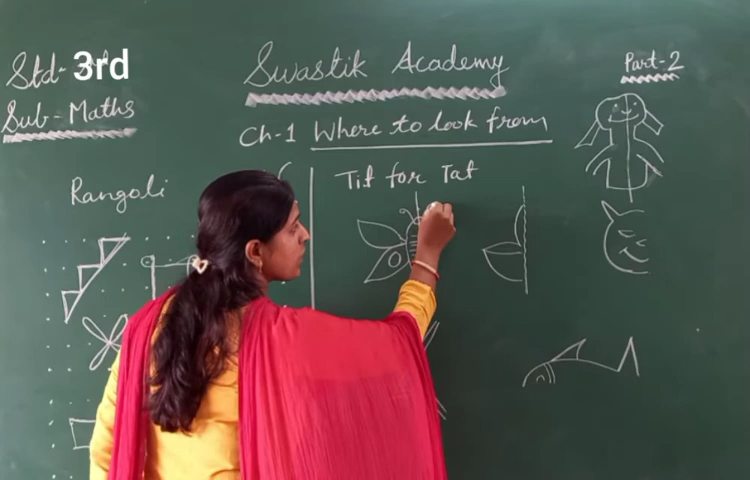 Std- 3rd
Sub- Maths
Swastik Academy
Part-2
Ch-1 Where to look from
Rangoli
Tit for Tat